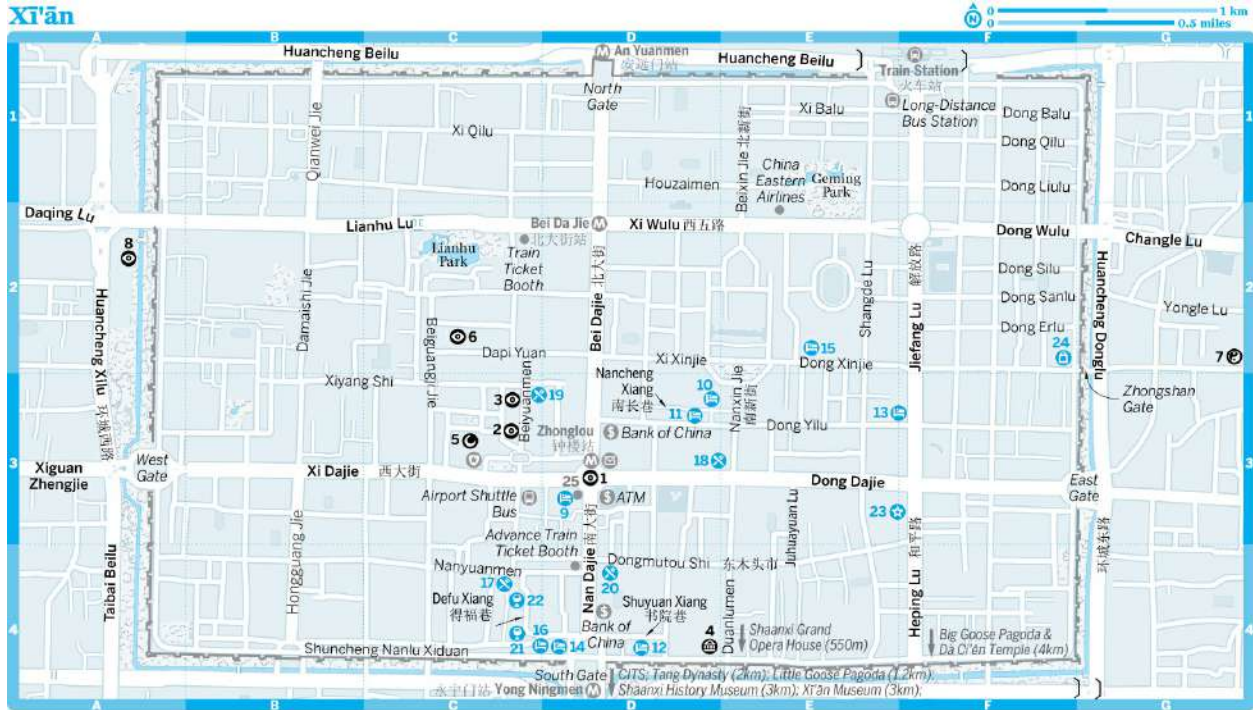 Xī'ān
0 1 km
N
0 0.5 miles
A B C D E F G
Huancheng Beilu
An Yuanmen
安远门站
Huancheng Beilu
Train Station
火车站
North
Gate
Xi Balu
Long-Distance
Bus Station
Dong Balu
1
1
Qianwei Jie
Xi Qilu
Beixin Jie 北新街
Dong Qilu
China
Eastern
Airlines
Geming
Park
Houzaimen
Dong Liulu
Daqing Lu
Lianhu Lu
Bei Da Jie
北大街站
Xi Wulu 西五路
Dong Wulu
Changle Lu
8
Lianhu
Park
Train
Ticket
Booth
Bei Dajie 北大街
Shangde Lu
Jiefang Lu 解放路
Dong Silu
Huancheng Donglu
2
2
Huancheng Xilu 环城西路
Damaishi Jie
Dong Sanlu
Yongle Lu
Beiguangji Jie
6
Dong Erlu
24
7
Dapi Yuan
Xi Xinjie
15
Dong Xinjie
Xiyang Shi
Nancheng
Xiang
南长巷
10
Nanxin Jie
南新街
Zhongshan
Gate
3
19
Beiyuanmen
11
13
2
Zhonglou
钟楼站
Bank of China
Dong Yilu
5
3
3
Xiguan
Zhengjie
West
Gate
Xi Dajie 西大街
18
1
Dong Dajie
East
Gate
25
Airport Shuttle
Bus
9
ATM
Juhuayuan Lu
23
Hongguang Jie
Advance Train
Ticket Booth
Nan Dajie 南大街
Heping Lu 和平路
环城东路
Taibai Beilu
Nanyuanmen
Dongmutou Shi 东木头市
17
20
Defu Xiang
得福巷
22
Shuyuan Xiang
书院巷
Duanlumen
4
4
16
Bank of
China
4
Shaanxi Grand
Opera House (550m)
Big Goose Pagoda &
Dà Cí'ēn Temple (4km)
Shuncheng Nanlu Xiduan
21
14
12
South Gate
CITS; Tang Dynasty (2km); Little Goose Pagoda (1.2km);
永宁门站 Yong Ningmen
Shaanxi History Museum (3km); Xī'ān Museum (3km);
A B C D E F G